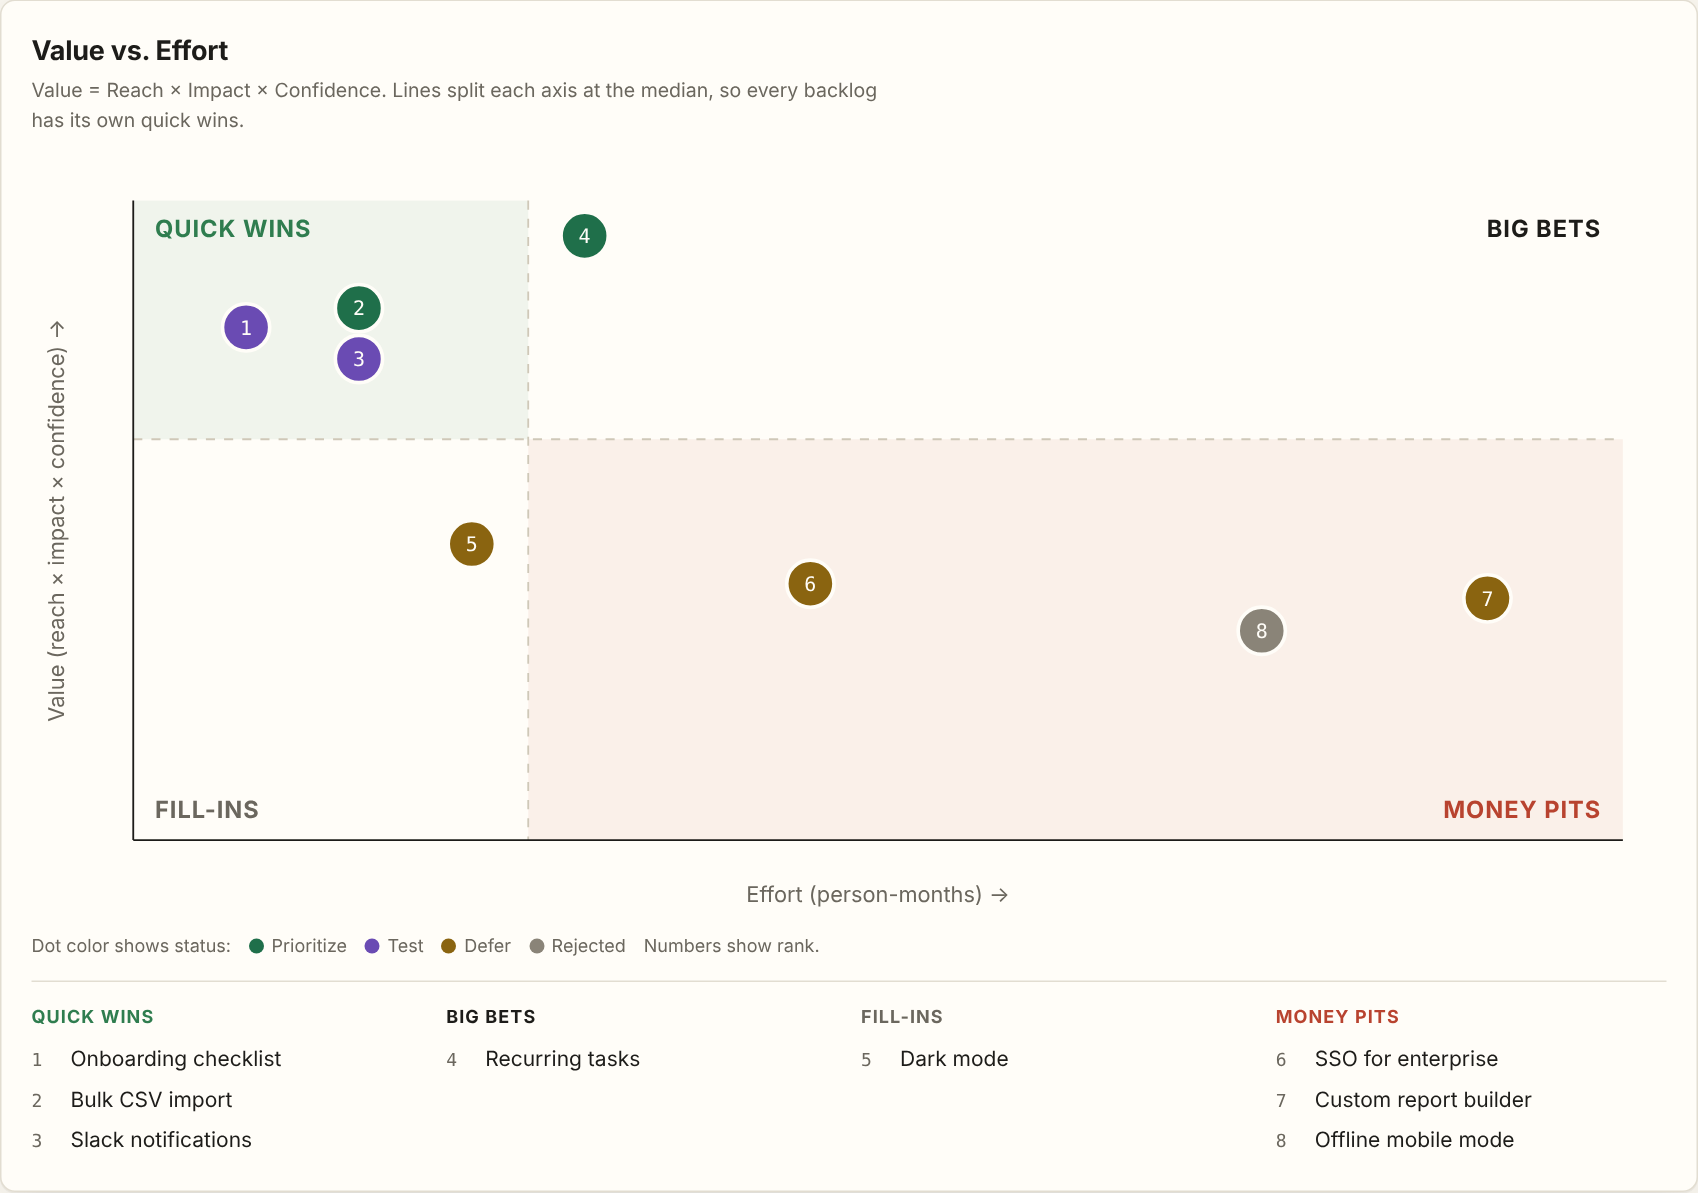 Value vs. Effort
Value = Reach × Impact × Confidence. Lines split each axis at the median, so every backlog
has its own quick wins.
QUICK WINS
BIG BETS
4
2
1
3
Value (reach × impact × confidence) →
5
6
7
8
FILL-INS
MONEY PITS
Effort (person-months) →
Dot color shows status: Prioritize Test Defer Rejected Numbers show rank.
QUICK WINS
1 Onboarding checklist
2 Bulk CSV import
3 Slack notifications
BIG BETS
4 Recurring tasks
FILL-INS
5 Dark mode
MONEY PITS
6 SSO for enterprise
7 Custom report builder
8 Offline mobile mode